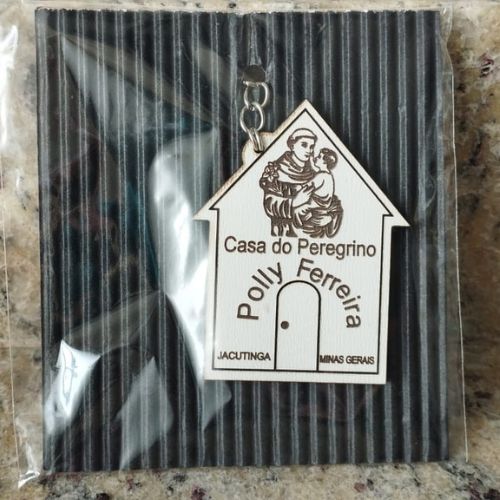 Casa do Peregrino
Polly Ferreira
JACUTINGA MINAS GERAIS